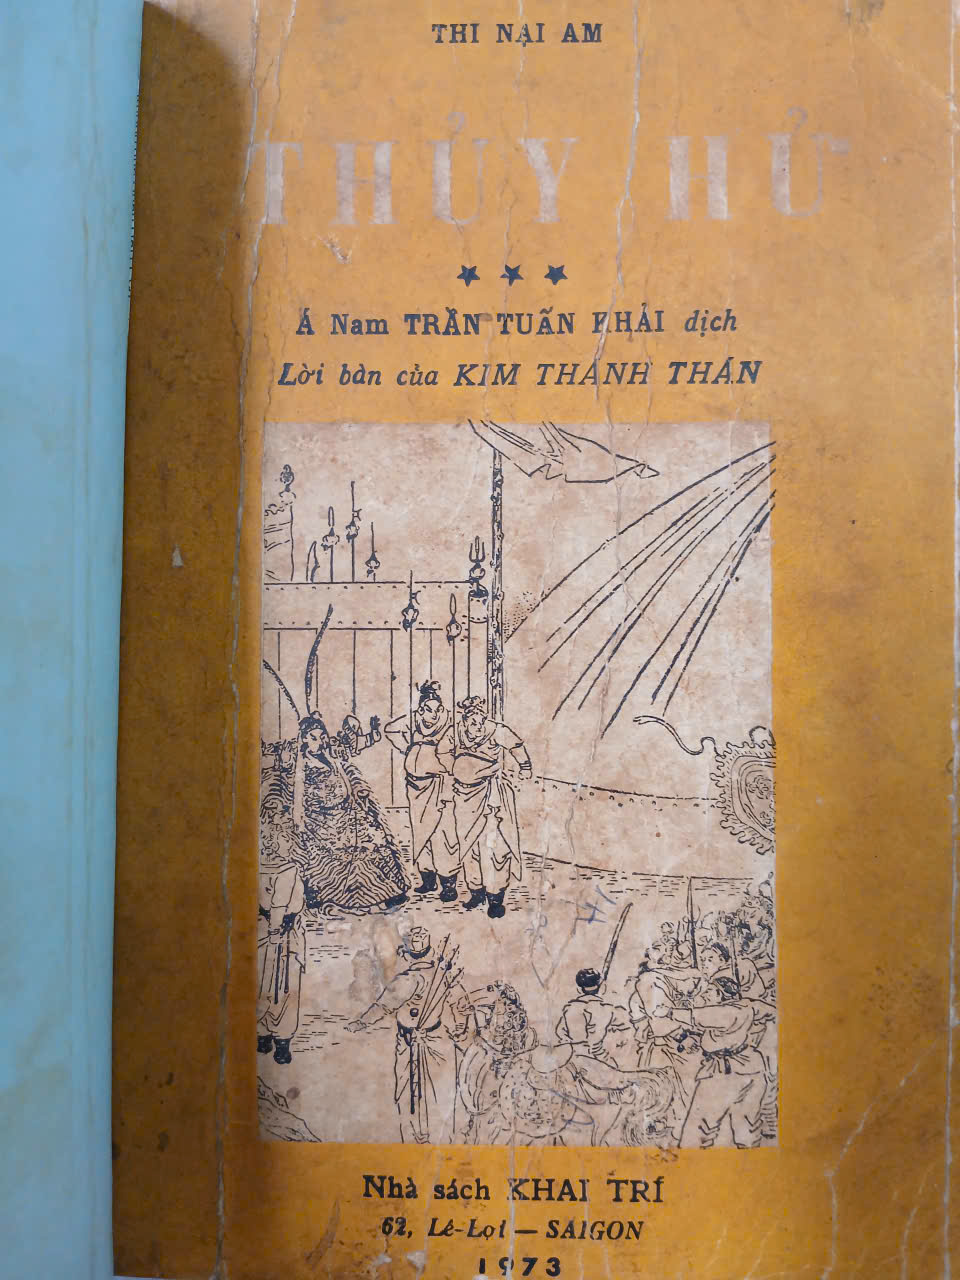 THI NẠI AM
THỦY HỬ
★ ★ ★
Á Nam TRẦN TUẤN KHẢI dịch
Lời bàn của KIM THÁNH THÁN
Nhà sách KHAI TRÍ
62, Lê-Lợi — SAIGON
1973